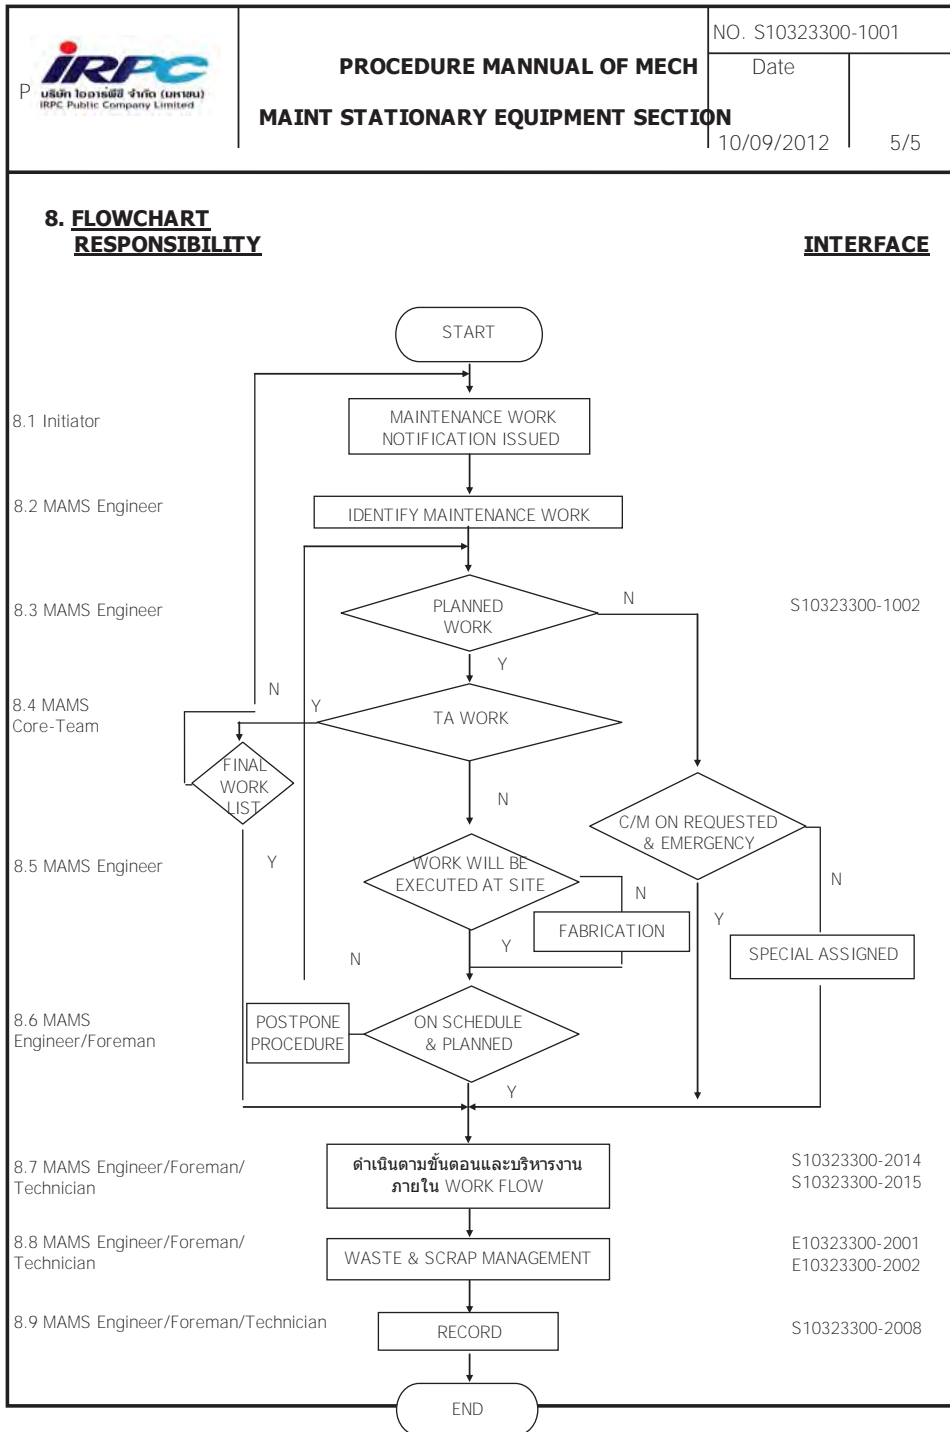 NO. S10323300-1001
iRPC
PROCEDURE MANNUAL OF MECH
Date
P
บริษัท ไออาร์พีซี จำกัด (มหาชน)
IRPC Public Company Limited
MAINT STATIONARY EQUIPMENT SECTION
10/09/2012
5/5
8. FLOWCHART
RESPONSIBILITY
INTERFACE
START
8.1 Initiator
MAINTENANCE WORK
NOTIFICATION ISSUED
8.2 MAMS Engineer
IDENTIFY MAINTENANCE WORK
8.3 MAMS Engineer
PLANNED
WORK
N
S10323300-1002
Y
8.4 MAMS
Core-Team
N
Y
TA WORK
FINAL
WORK
LIST
N
C/M ON REQUESTED
& EMERGENCY
8.5 MAMS Engineer
Y
WORK WILL BE
EXECUTED AT SITE
N
N
Y
FABRICATION
Y
N
SPECIAL ASSIGNED
8.6 MAMS
Engineer/Foreman
POSTPONE
PROCEDURE
ON SCHEDULE
& PLANNED
Y
8.7 MAMS Engineer/Foreman/
Technician
ดำเนินตามขั้นตอนและบริหารงาน
ภายใน WORK FLOW
S10323300-2014
S10323300-2015
8.8 MAMS Engineer/Foreman/
Technician
WASTE & SCRAP MANAGEMENT
E10323300-2001
E10323300-2002
8.9 MAMS Engineer/Foreman/Technician
RECORD
S10323300-2008
END